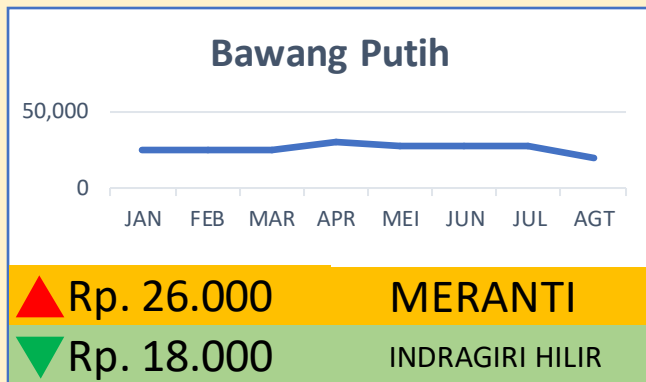 Bawang Putih
50,000
0
JAN FEB MAR APR MEI JUN JUL AGT
Rp. 26.000 MERANTI
Rp. 18.000 INDRAGIRI HILIR